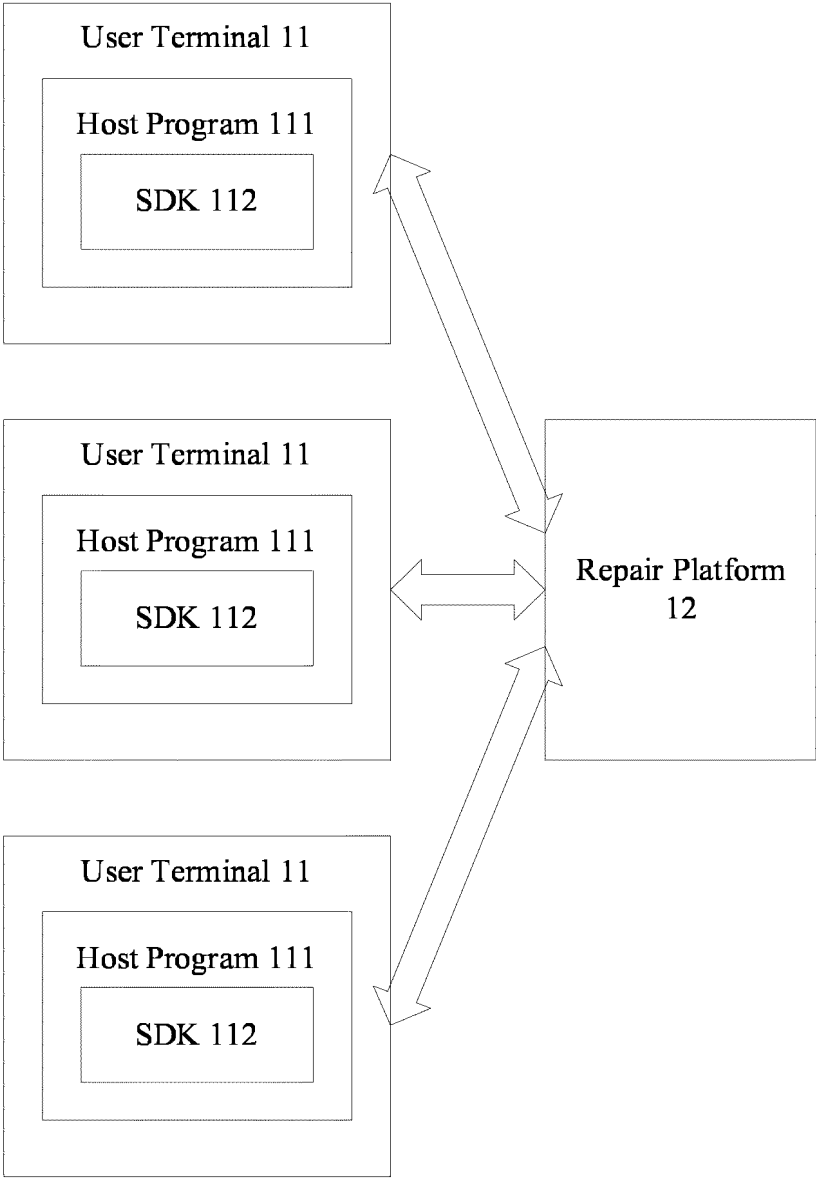 User Terminal 11
Host Program 111
SDK 112
User Terminal 11
Host Program 111
SDK 112
Repair Platform
12
User Terminal 11
Host Program 111
SDK 112